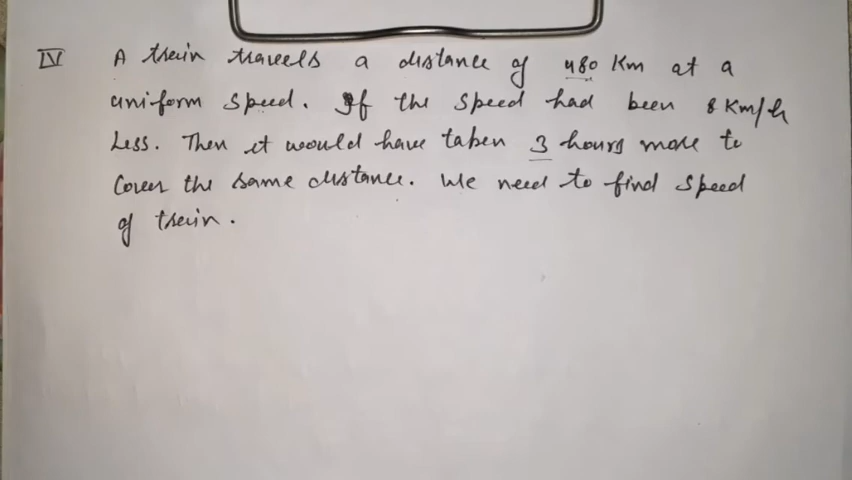 IV A train travels a distance of 480 Km at a
uniform speed. If the speed had been 8 Km/h
Less. Then it would have taken 3 hours more to
Cover the same distance. We need to find speed
of train.